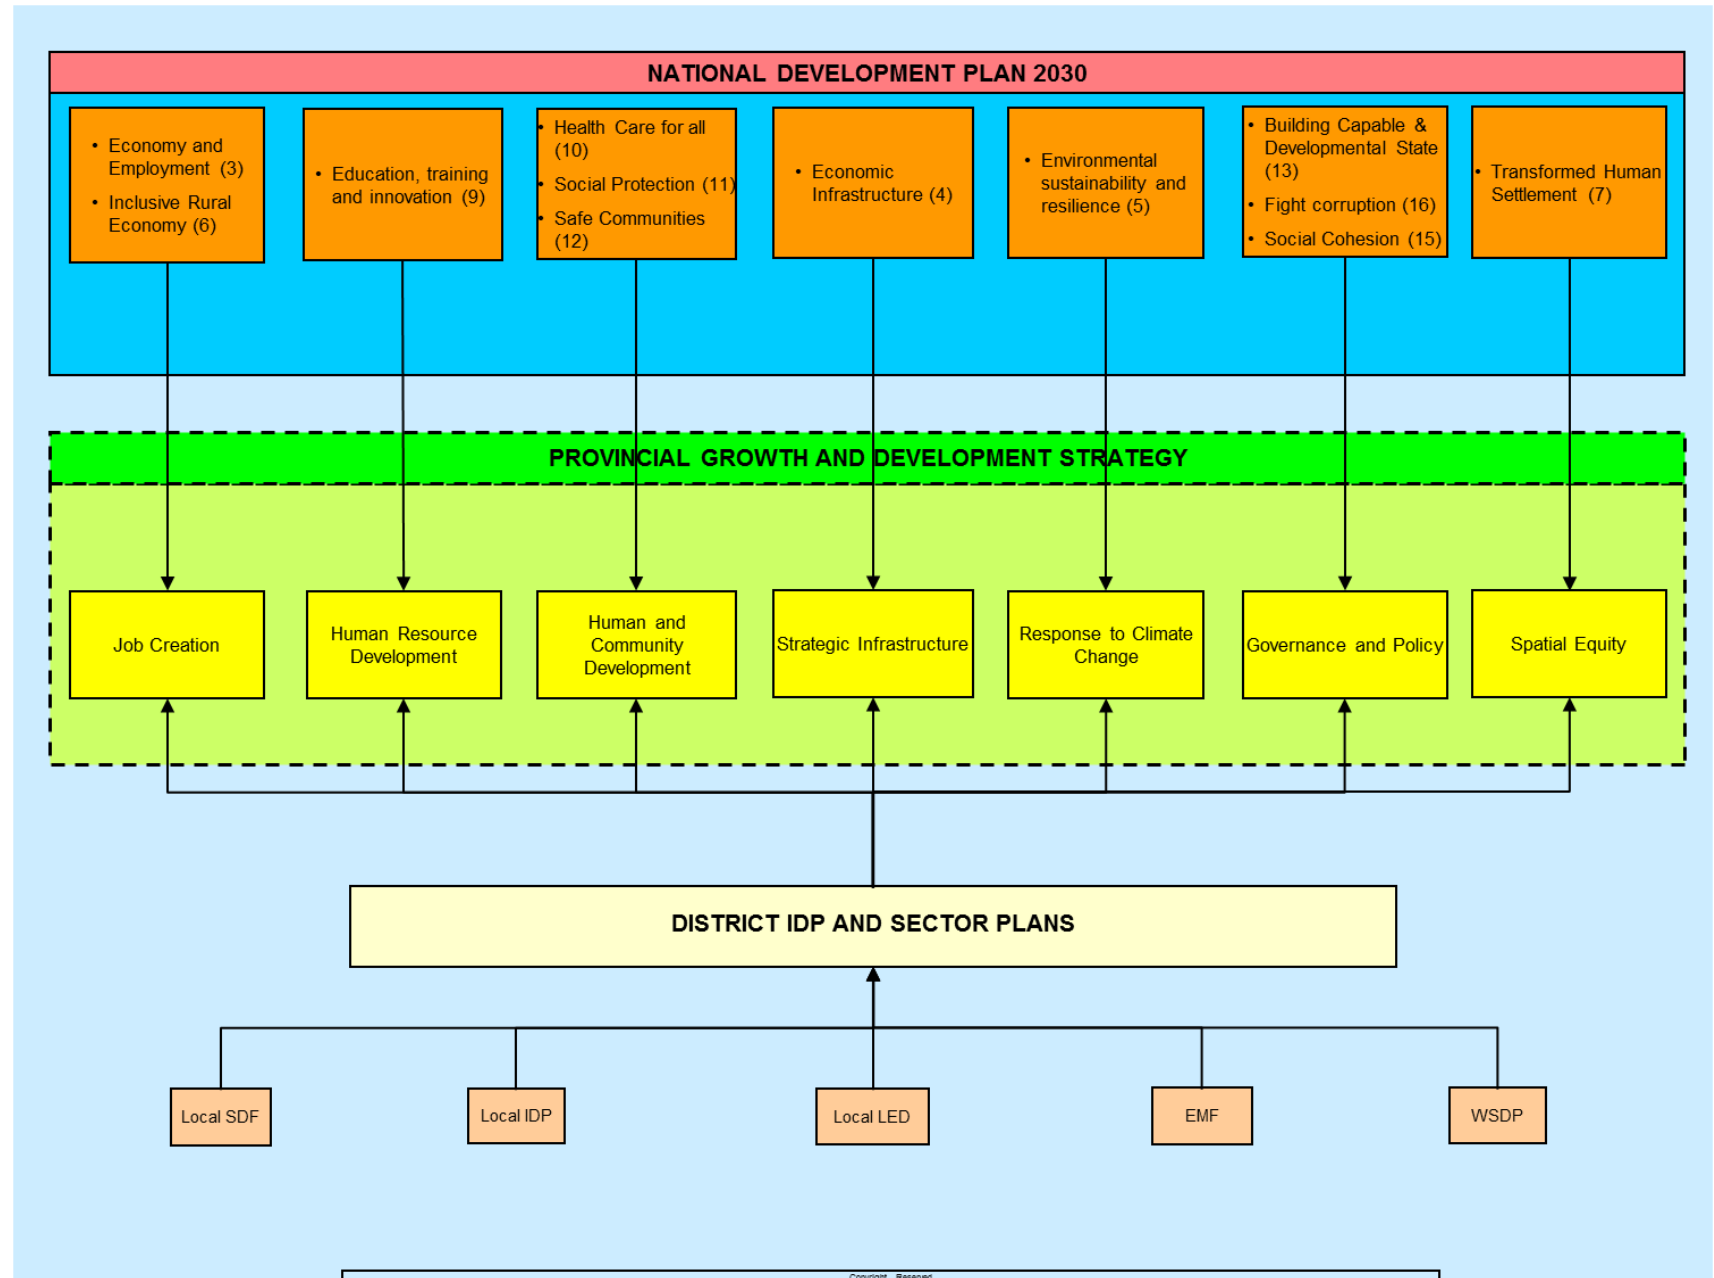 NATIONAL DEVELOPMENT PLAN 2030
• Economy and
Employment (3)
• Inclusive Rural
Economy (6)
• Education, training
and innovation (9)
• Health Care for all
(10)
• Social Protection (11)
• Safe Communities
(12)
• Economic
Infrastructure (4)
• Environmental
sustainability and
resilience (5)
• Building Capable &
Developmental State
(13)
• Fight corruption (16)
• Social Cohesion (15)
• Transformed Human
Settlement (7)
PROVINCIAL GROWTH AND DEVELOPMENT STRATEGY
Job Creation
Human Resource
Development
Human and
Community
Development
Strategic Infrastructure
Response to Climate
Change
Governance and Policy
Spatial Equity
DISTRICT IDP AND SECTOR PLANS
Local SDF
Local IDP
Local LED
EMF
WSDP
Copyright Reserved